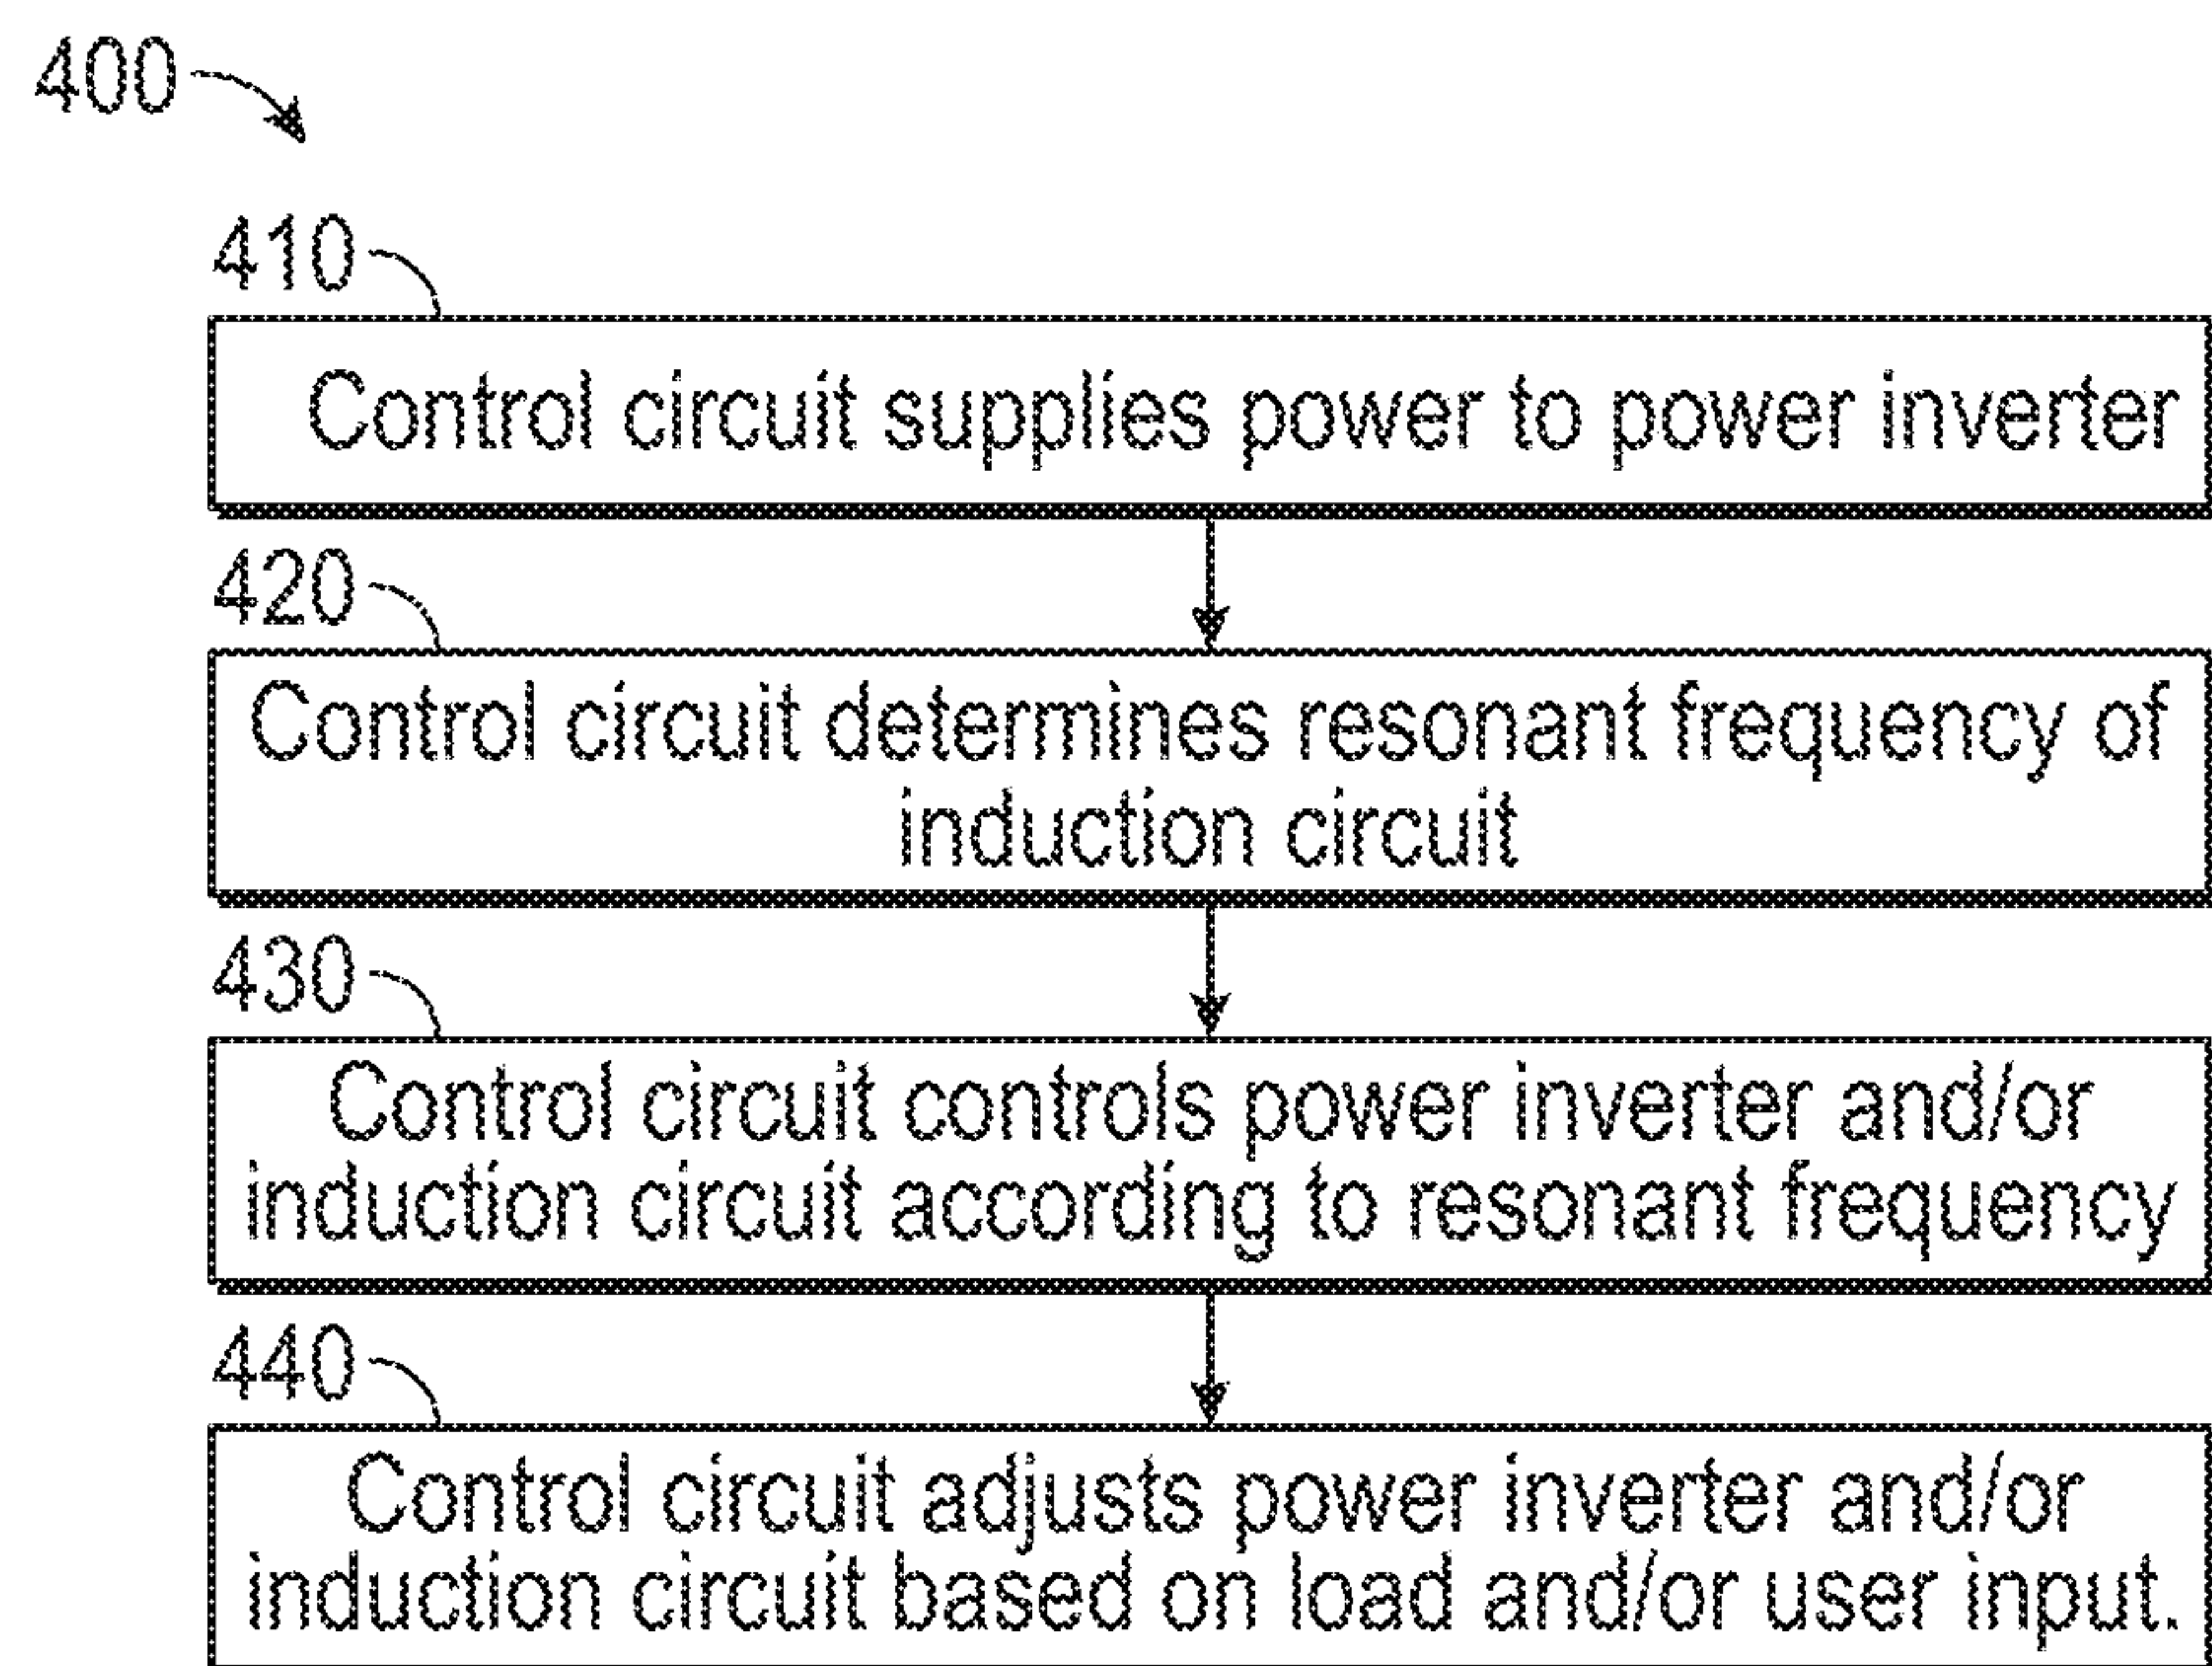 400
410
Control circuit supplies power to power inverter
420
Control circuit determines resonant frequency of
induction circuit
430
Control circuit controls power inverter and/or
induction circuit according to resonant frequency
440
Control circuit adjusts power inverter and/or
induction circuit based on load and/or user input.